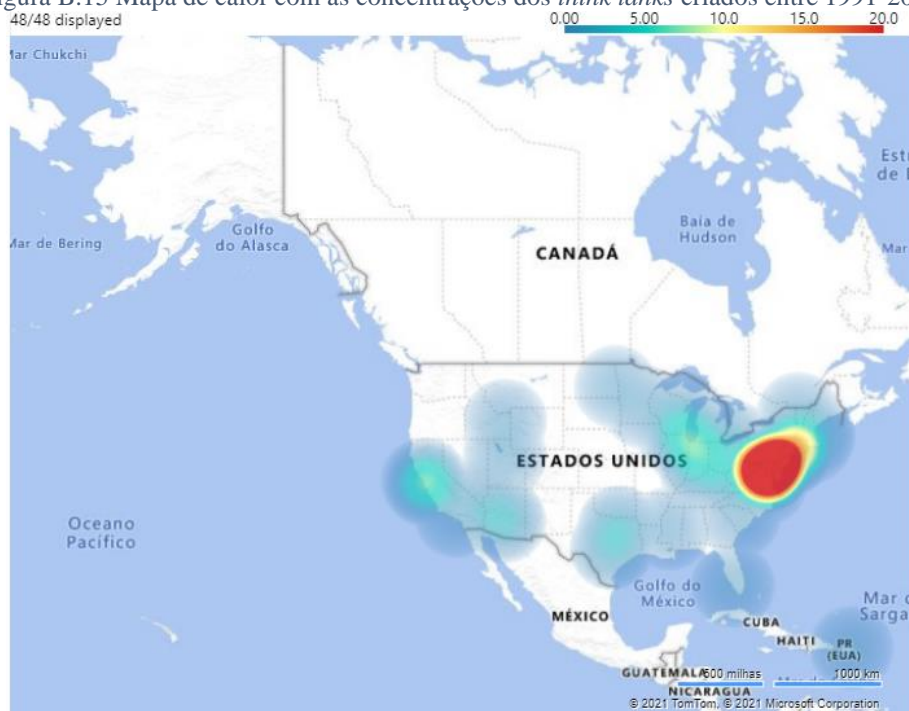 B.15 Mapa de calor com as concentrações dos think tanks criados entre 1991-20
48/48 displayed
0.00 5.00 10.0 15.0 20.0
Mar Chukchi
Golfo
do Alasca
Mar de Bering
Baía de
Hudson
CANADÁ
ESTADOS UNIDOS
Oceano
Pacífico
Golfo do
México
MÉXICO
CUBA
HAITI
PR
(EUA)
GUATEMALA
NICARAGUA
500 milhas
1000 km
© 2021 TomTom, © 2021 Microsoft Corporation